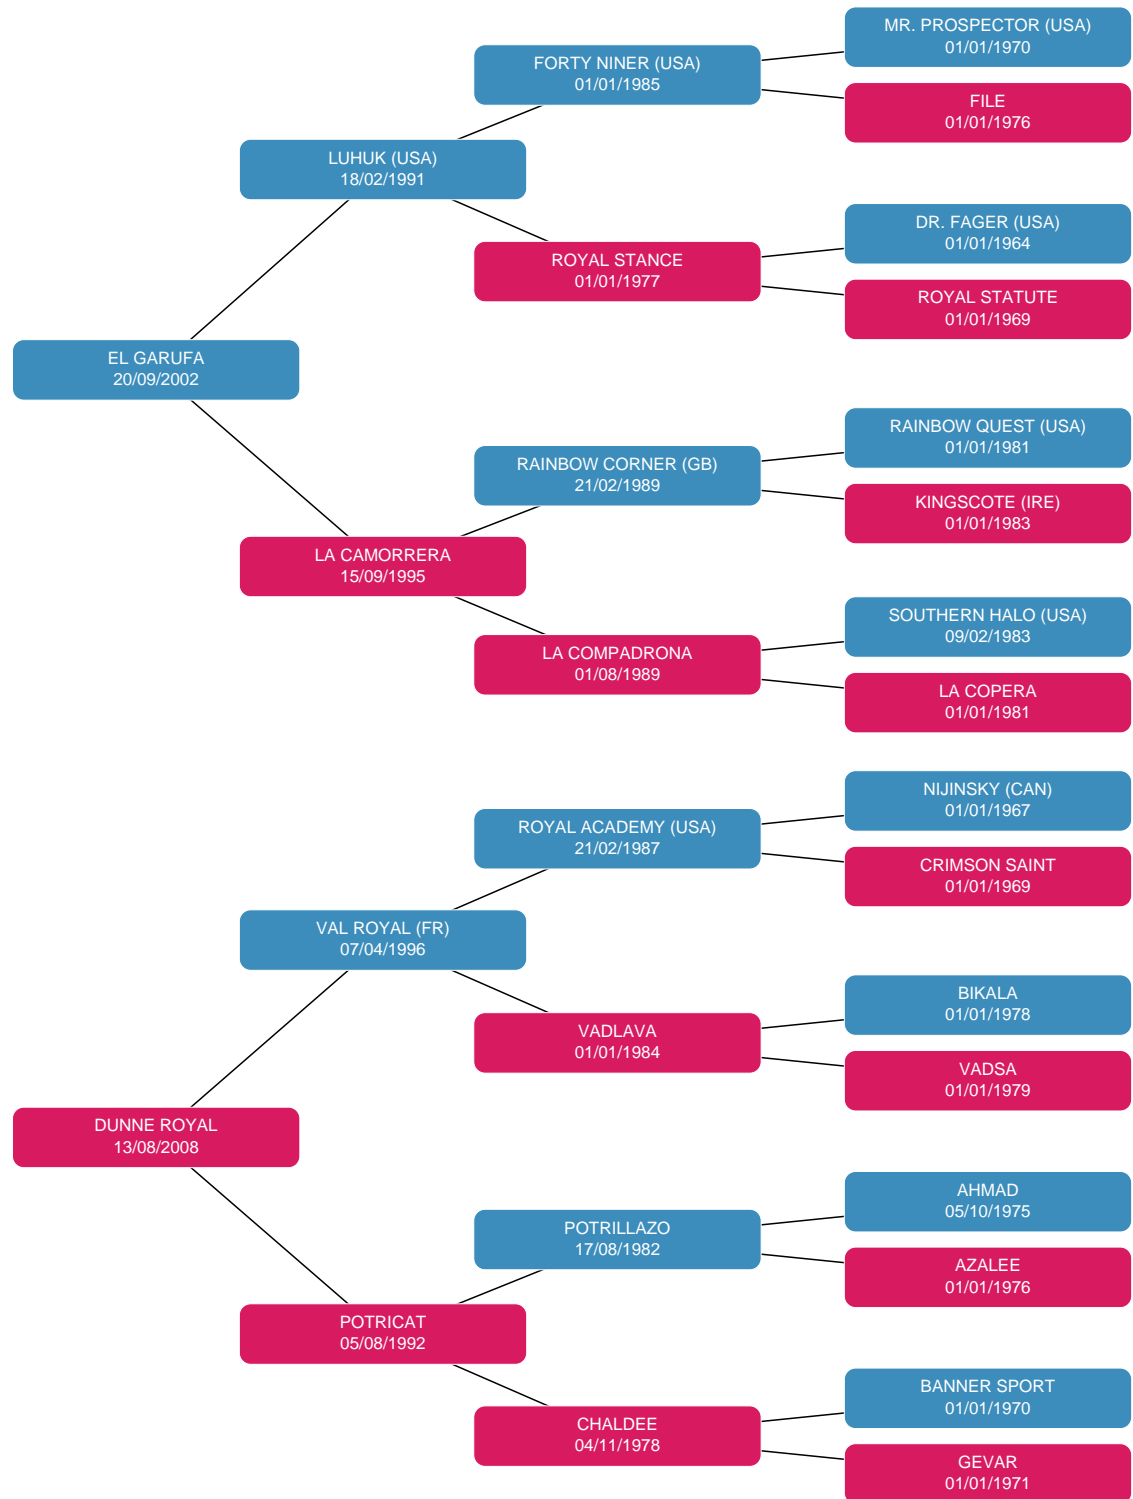 MR. PROSPECTOR (USA)
01/01/1970
FORTY NINER (USA)
01/01/1985
FILE
01/01/1976
LUHUK (USA)
18/02/1991
DR. FAGER (USA)
01/01/1964
ROYAL STANCE
01/01/1977
ROYAL STATUTE
01/01/1969
EL GARUFA
20/09/2002
RAINBOW QUEST (USA)
01/01/1981
RAINBOW CORNER (GB)
21/02/1989
KINGSCOTE (IRE)
01/01/1983
LA CAMORRERA
15/09/1995
SOUTHERN HALO (USA)
09/02/1983
LA COMPADRONA
01/08/1989
LA COPERA
01/01/1981
NIJINSKY (CAN)
01/01/1967
ROYAL ACADEMY (USA)
21/02/1987
CRIMSON SAINT
01/01/1969
VAL ROYAL (FR)
07/04/1996
BIKALA
01/01/1978
VADLAVA
01/01/1984
VADSA
01/01/1979
DUNNE ROYAL
13/08/2008
AHMAD
05/10/1975
POTRILLAZO
17/08/1982
AZALEE
01/01/1976
POTRICAT
05/08/1992
BANNER SPORT
01/01/1970
CHALDEE
04/11/1978
GEVAR
01/01/1971